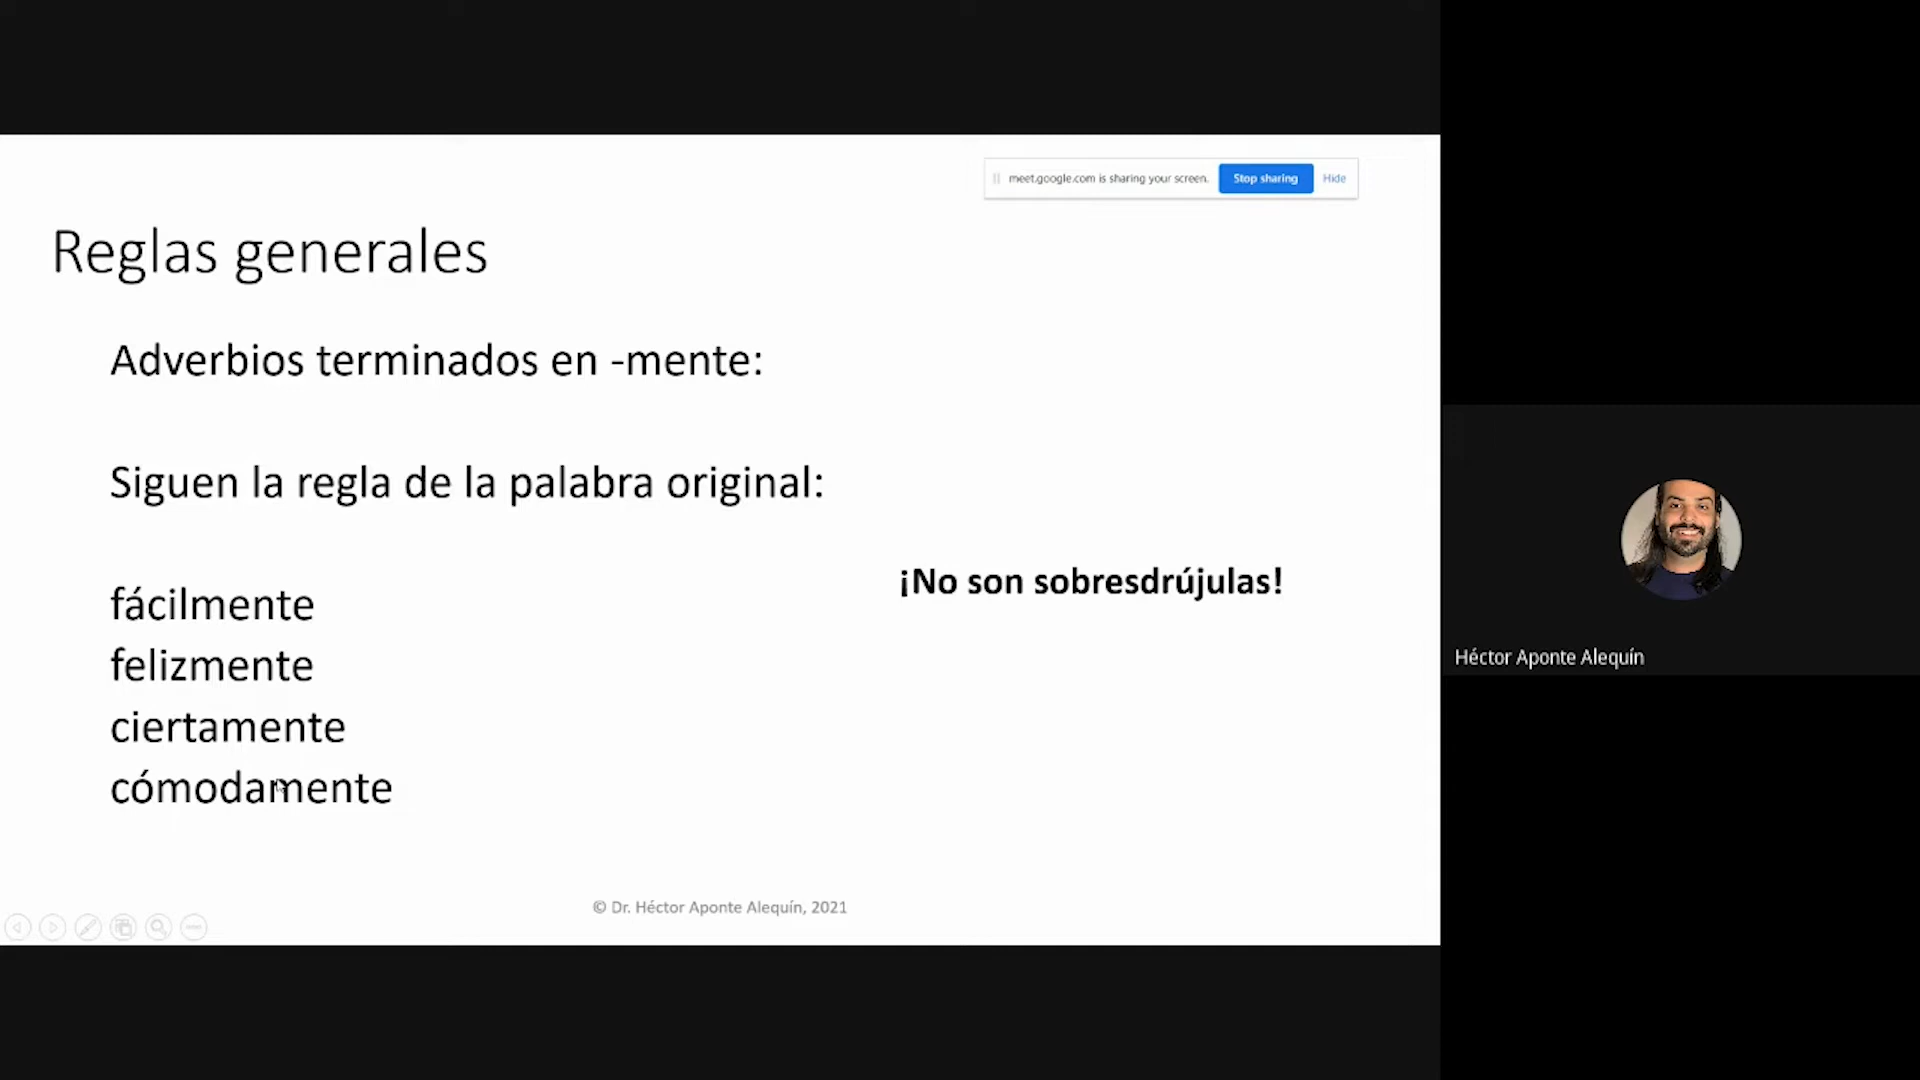 meet.google.com is sharing your screen. Stop sharing Hide
Reglas generales
Adverbios terminados en -mente:
Siguen la regla de la palabra original:
¡No son sobresdrújulas!
fácilmente
felizmente
ciertamente
cómodamente
Héctor Aponte Alequín
© Dr. Héctor Aponte Alequín, 2021